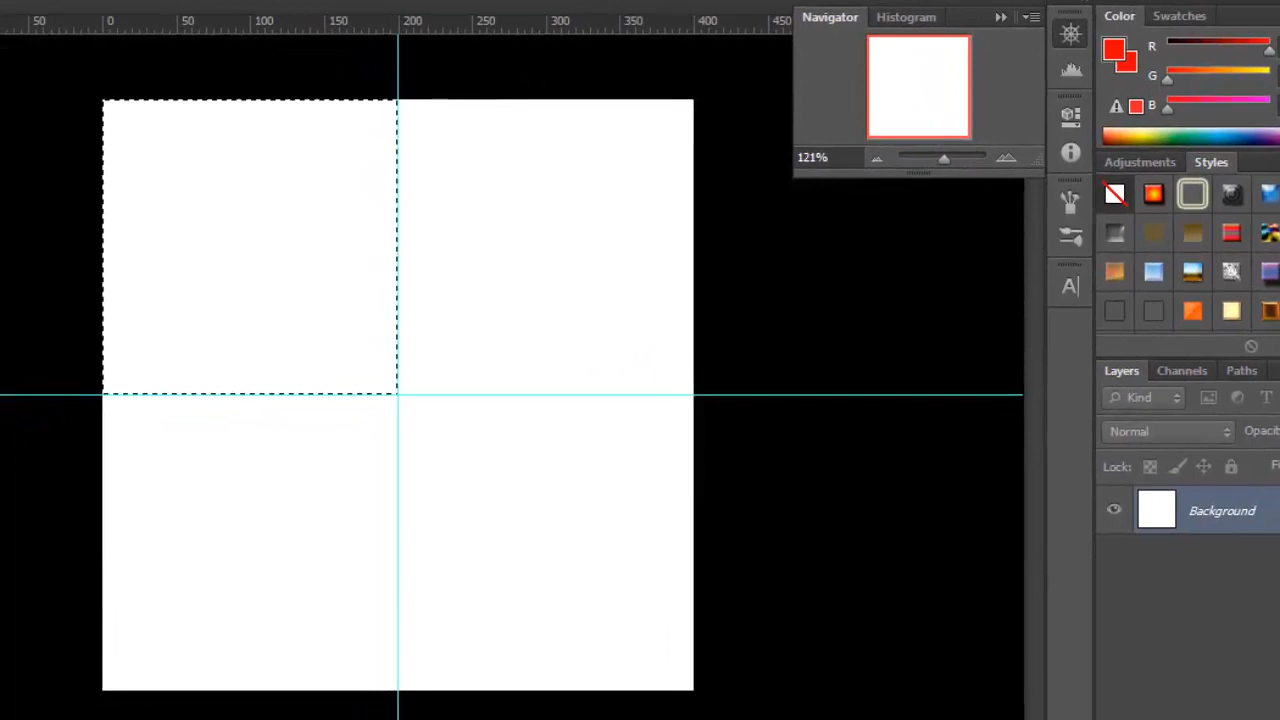 50 0 50 100 150 200 250 300 350 400 450
Navigator Histogram
121%
Color Swatches
R
G
B
Adjustments Styles
A
Layers Channels Paths
Kind T
Normal Opacit
Lock: Fi
Background